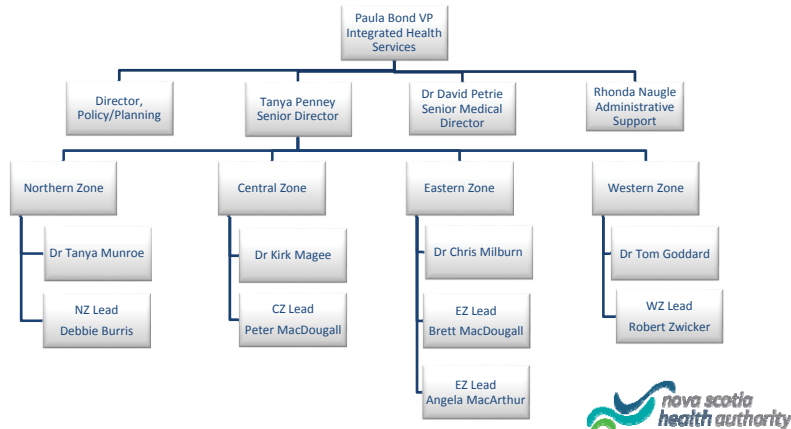 Paula Bond VP
Integrated Health
Services
Director,
Policy/Planning
Tanya Penney
Senior Director
Dr David Petrie
Senior Medical
Director
Rhonda Naugle
Administrative
Support
Northern Zone
Central Zone
Eastern Zone
Western Zone
Dr Tanya Munroe
NZ Lead
Debbie Burris
Dr Kirk Magee
CZ Lead
Peter MacDougall
Dr Chris Milburn
EZ Lead
Brett MacDougall
EZ Lead
Angela MacArthur
Dr Tom Goddard
WZ Lead
Robert Zwicker
nova scotia
health authority